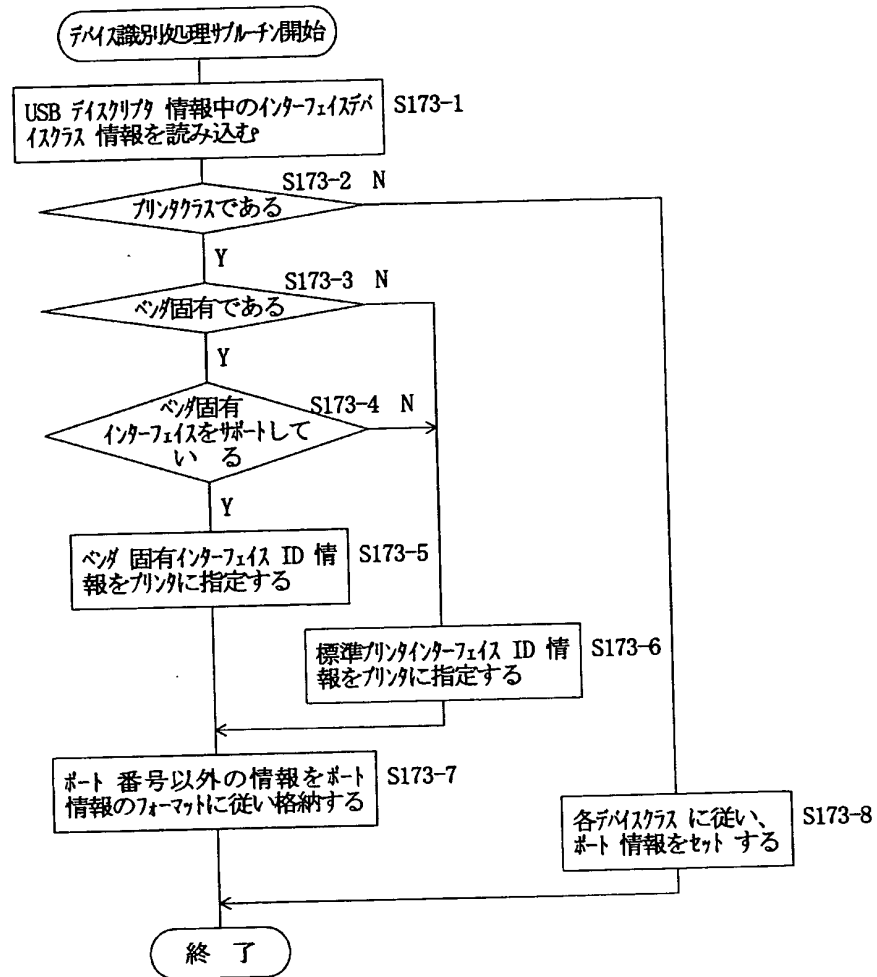 デバイス識別処理サブルーチン開始
USB ディスクリプタ 情報中のインターフェイスデバ
イスクラス 情報を読み込む
S173-1
S173-2 N
プリンタクラスである
Y
S173-3 N
ベンダ固有である
Y
ベンダ固有
S173-4 N
インターフェイスをサポートして
い る
Y
ベンダ 固有インターフェイス ID 情
報をプリンタに指定する
S173-5
標準プリンタインターフェイス ID 情
報をプリンタに指定する
S173-6
ポート 番号以外の情報をポート
情報のフォーマットに従い格納する
S173-7
各デバイスクラス に従い、
ポート 情報をセット する
S173-8
終 了